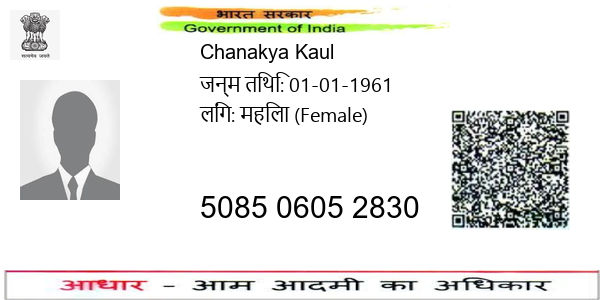 भारत सरकार
Government of India
सत्यमेव जयते
Chanakya Kaul
जन्म तिथि: 01-01-1961
लिंग: महिला (Female)
5085 0605 2830
आधार – आम आदमी का अधिकार